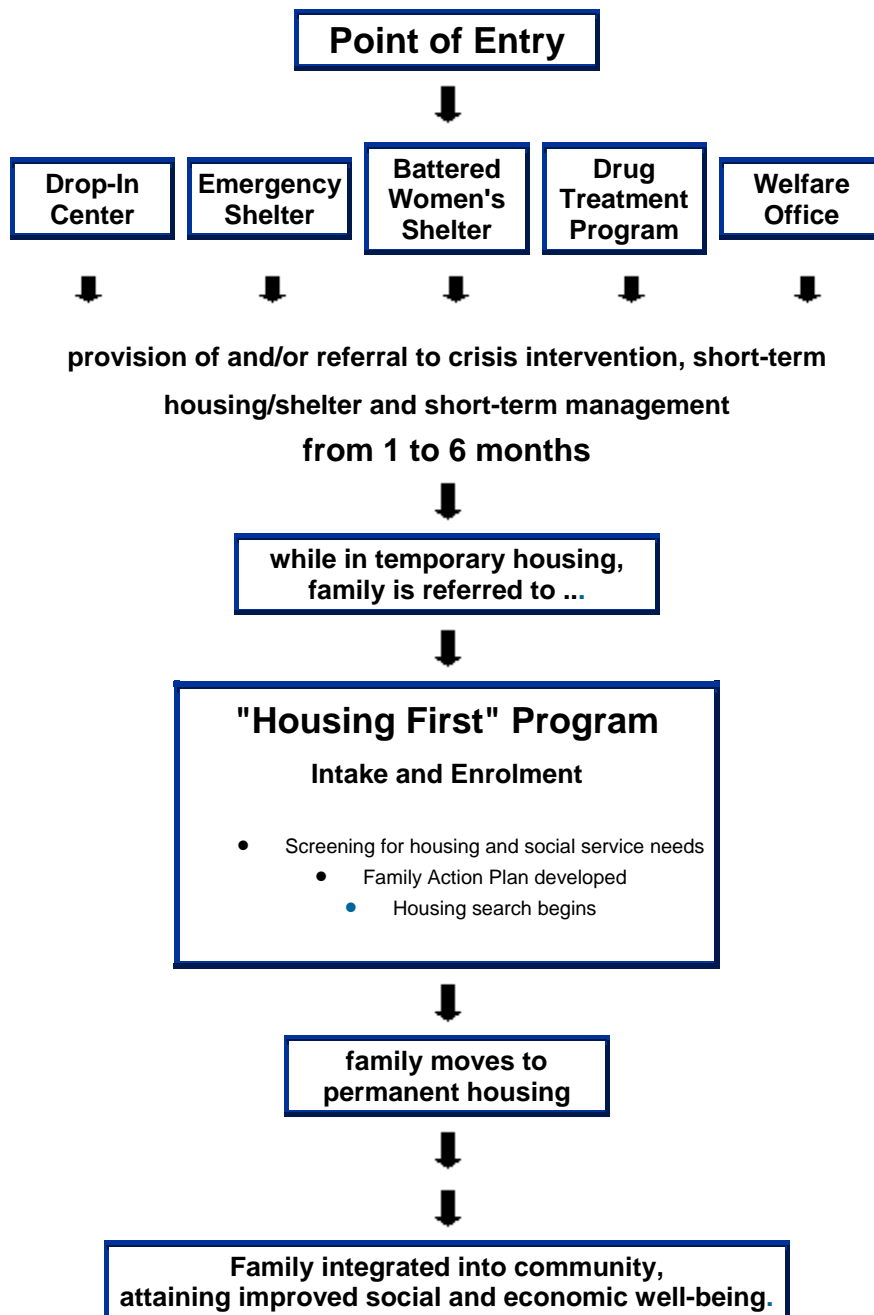 Point of Entry
Drop-In
Center
Emergency
Shelter
Battered
Women's
Shelter
Drug
Treatment
Program
Welfare
Office
provision of and/or referral to crisis intervention, short-term
housing/shelter and short-term management
from 1 to 6 months
while in temporary housing,
family is referred to ...
"Housing First" Program
Intake and Enrolment
• Screening for housing and social service needs
• Family Action Plan developed
• Housing search begins
family moves to
permanent housing
Family integrated into community,
attaining improved social and economic well-being.